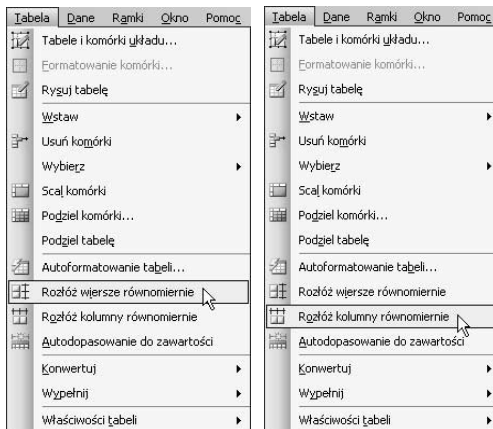 Tabela Dane Ramki Okno Pomoc
Tabele i komórki układu...
Formatowanie komórki...
Rysuj tabelę
Wstaw
Usuń komórki
Wybierz
Scal komórki
Podziel komórki...
Podziel tabelę
Autoformatowanie tabeli...
Rozłóż wiersze równomiernie
Rozłóż kolumny równomiernie
Autodopasowanie do zawartości
Konwertuj
Wypełnij
Właściwości tabeli
Tabela Dane Ramki Okno Pomoc
Tabele i komórki układu...
Formatowanie komórki...
Rysuj tabelę
Wstaw
Usuń komórki
Wybierz
Scal komórki
Podziel komórki...
Podziel tabelę
Autoformatowanie tabeli...
Rozłóż wiersze równomiernie
Rozłóż kolumny równomiernie
Autodopasowanie do zawartości
Konwertuj
Wypełnij
Właściwości tabeli